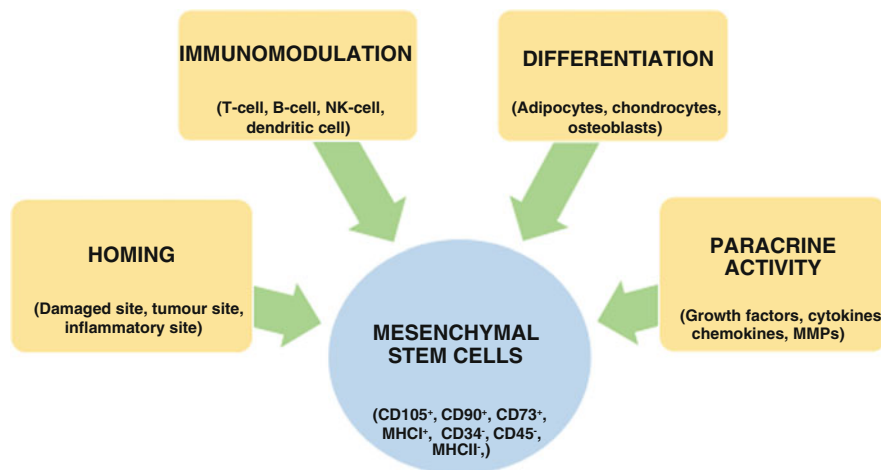 IMMUNOMODULATION
(T-cell, B-cell, NK-cell,
dendritic cell)
DIFFERENTIATION
(Adipocytes, chondrocytes,
osteoblasts)
HOMING
(Damaged site, tumour site,
inflammatory site)
PARACRINE
ACTIVITY
(Growth factors, cytokines
chemokines, MMPs)
MESENCHYMAL
STEM CELLS
(CD105⁺, CD90⁺, CD73⁺,
MHCI⁺, CD34⁻, CD45⁻,
MHCII⁻,)